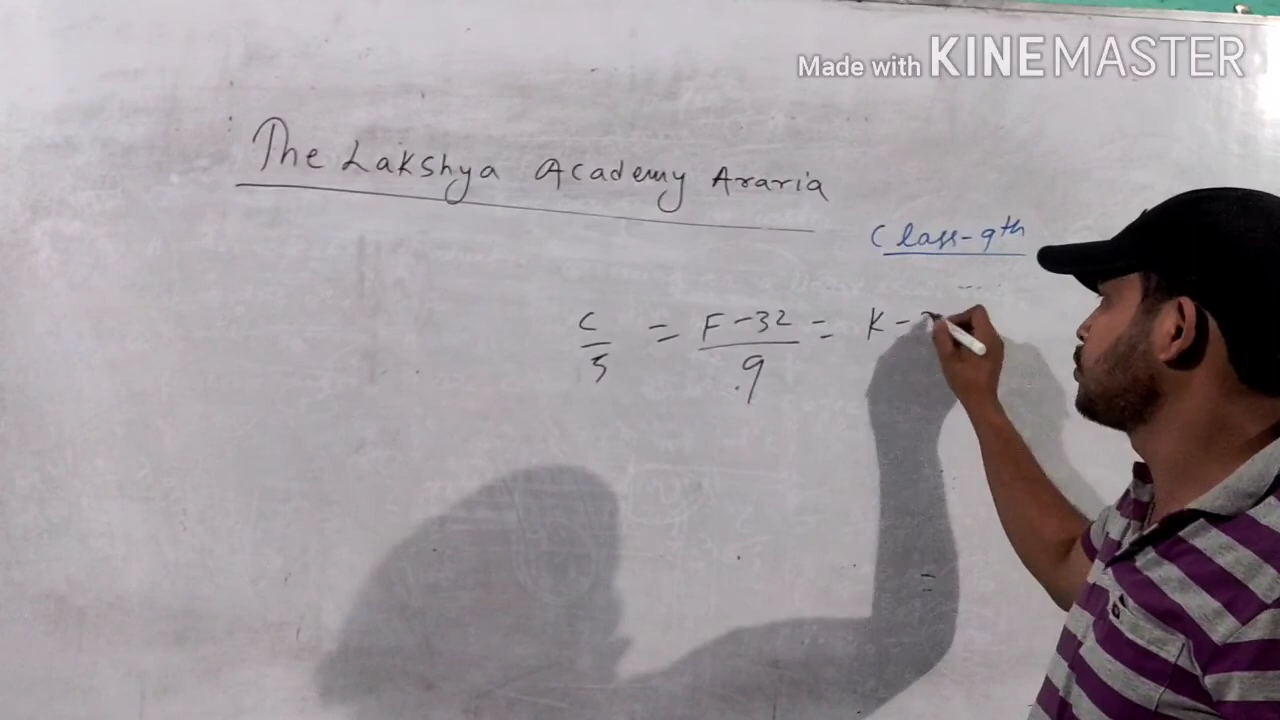 Made with KINEMASTER
The Lakshya Academy Araria
Class-9th
C/5 = F-32/9 = K-